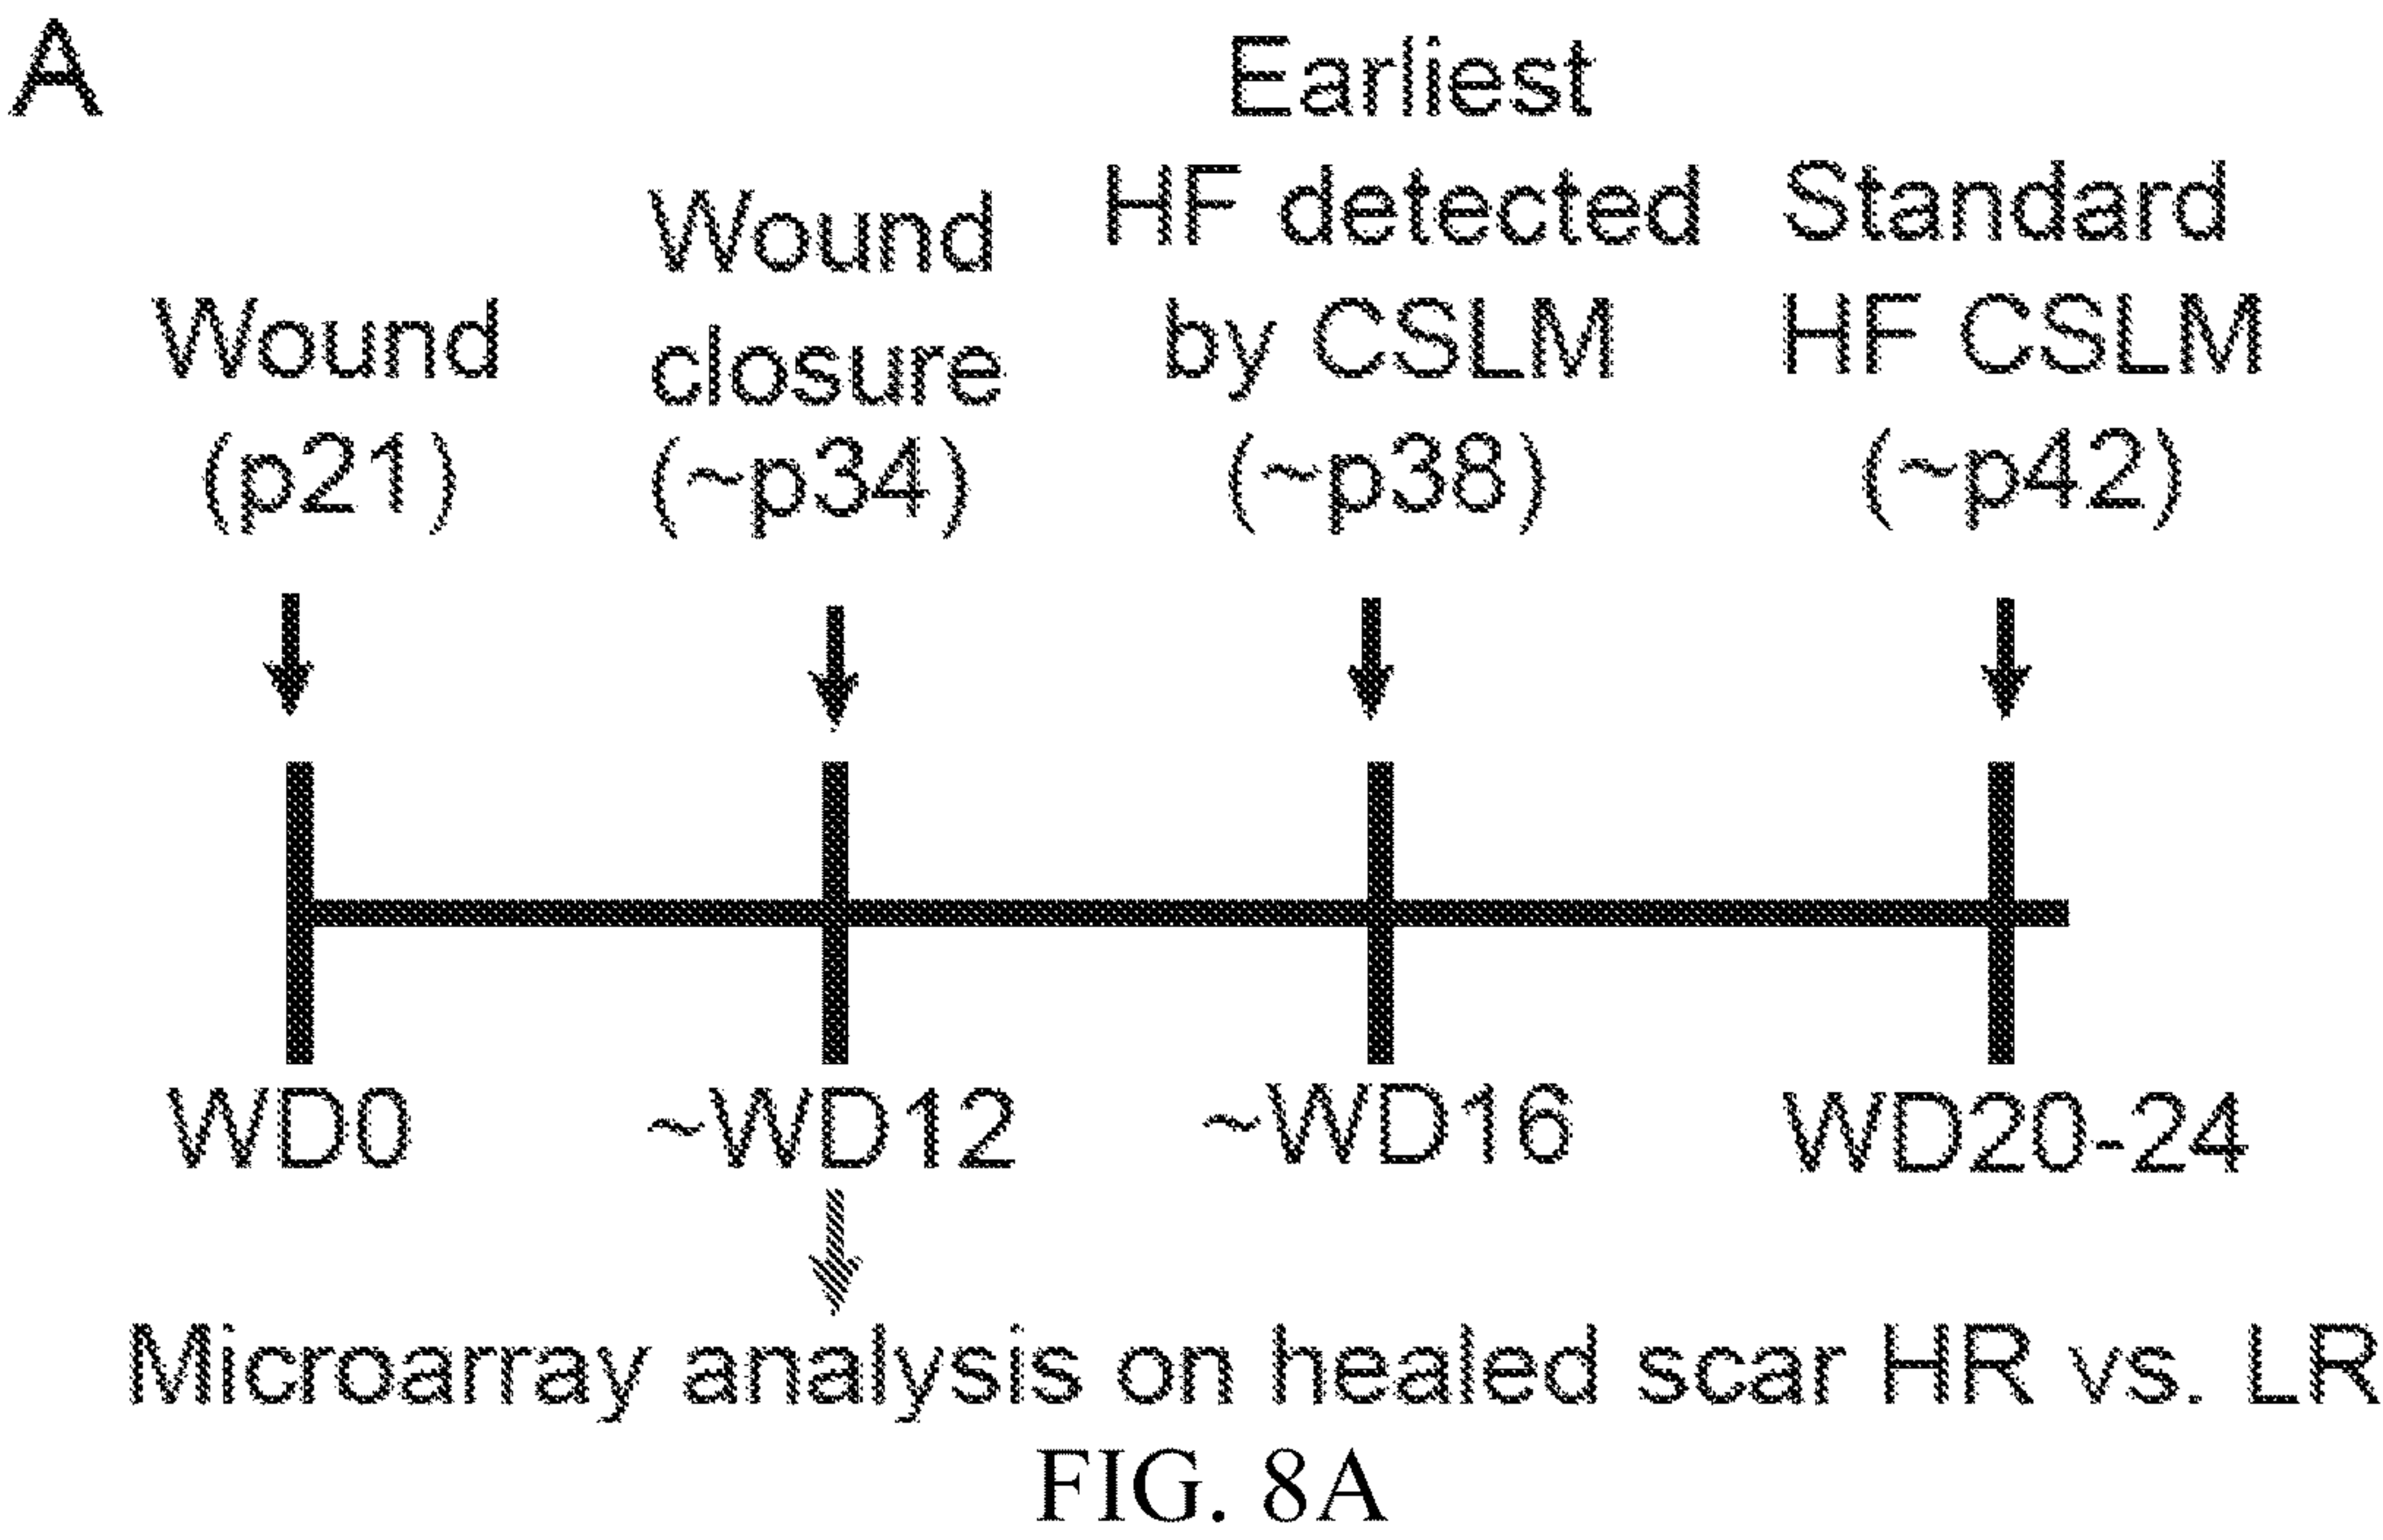 A
Wound
(p21)
Wound
closure
(~p34)
Earliest
HF detected
by CSLM
(~p38)
Standard
HF CSLM
(~p42)
WD0
~WD12
~WD16
WD20-24
Microarray analysis on healed scar HR vs. LR
FIG. 8A